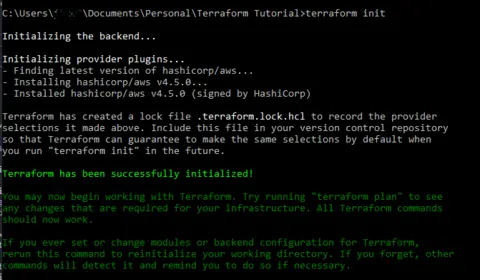 C:\Users\ \Documents\Personal\Terraform Tutorial>terraform init
Initializing the backend...
Initializing provider plugins...
- Finding latest version of hashicorp/aws...
- Installing hashicorp/aws v4.5.0...
- Installed hashicorp/aws v4.5.0 (signed by HashiCorp)
Terraform has created a lock file .terraform.lock.hcl to record the provider
selections it made above. Include this file in your version control repository
so that Terraform can guarantee to make the same selections by default when
you run "terraform init" in the future.
Terraform has been successfully initialized!
You may now begin working with Terraform. Try running "terraform plan" to see
any changes that are required for your infrastructure. All Terraform commands
should now work.
If you ever set or change modules or backend configuration for Terraform,
rerun this command to reinitialize your working directory. If you forget, other
commands will detect it and remind you to do so if necessary.